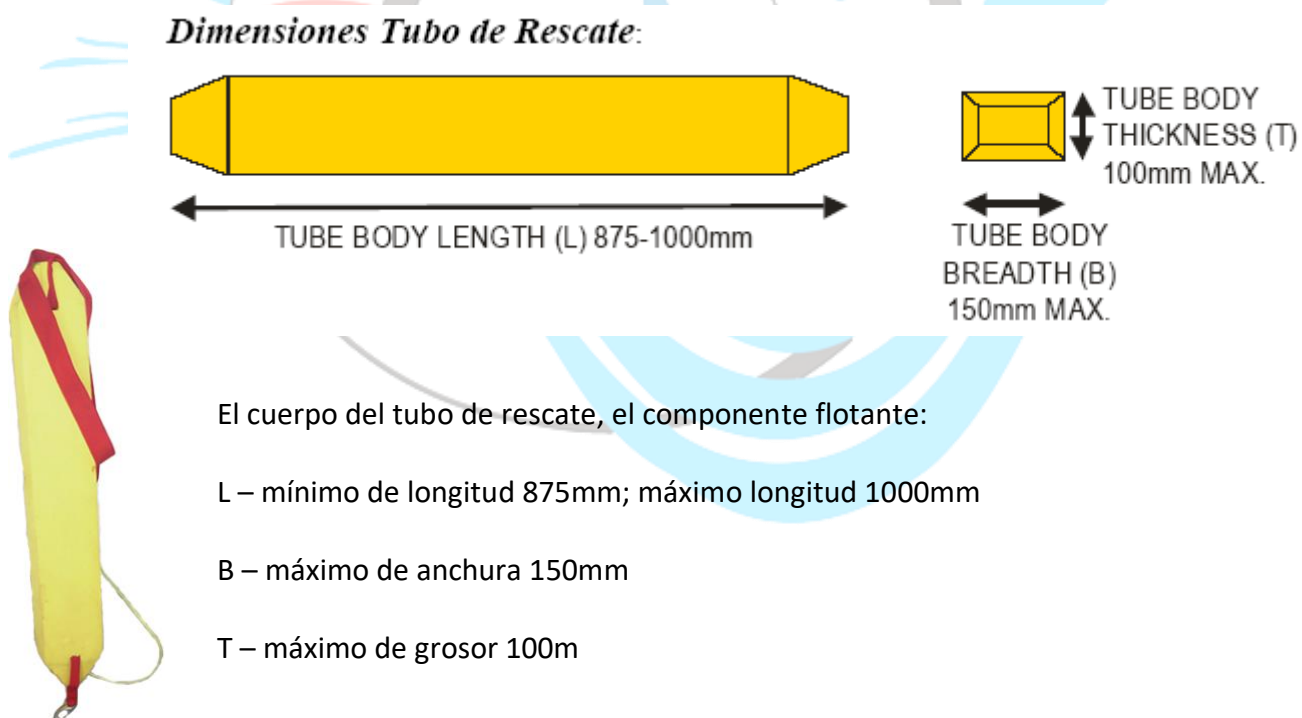 Dimensiones Tubo de Rescate:
TUBE BODY
THICKNESS (T)
100mm MAX.
TUBE BODY LENGTH (L) 875-1000mm
TUBE BODY
BREADTH (B)
150mm MAX.
El cuerpo del tubo de rescate, el componente flotante:
L – mínimo de longitud 875mm; máximo longitud 1000mm
B – máximo de anchura 150mm
T – máximo de grosor 100m